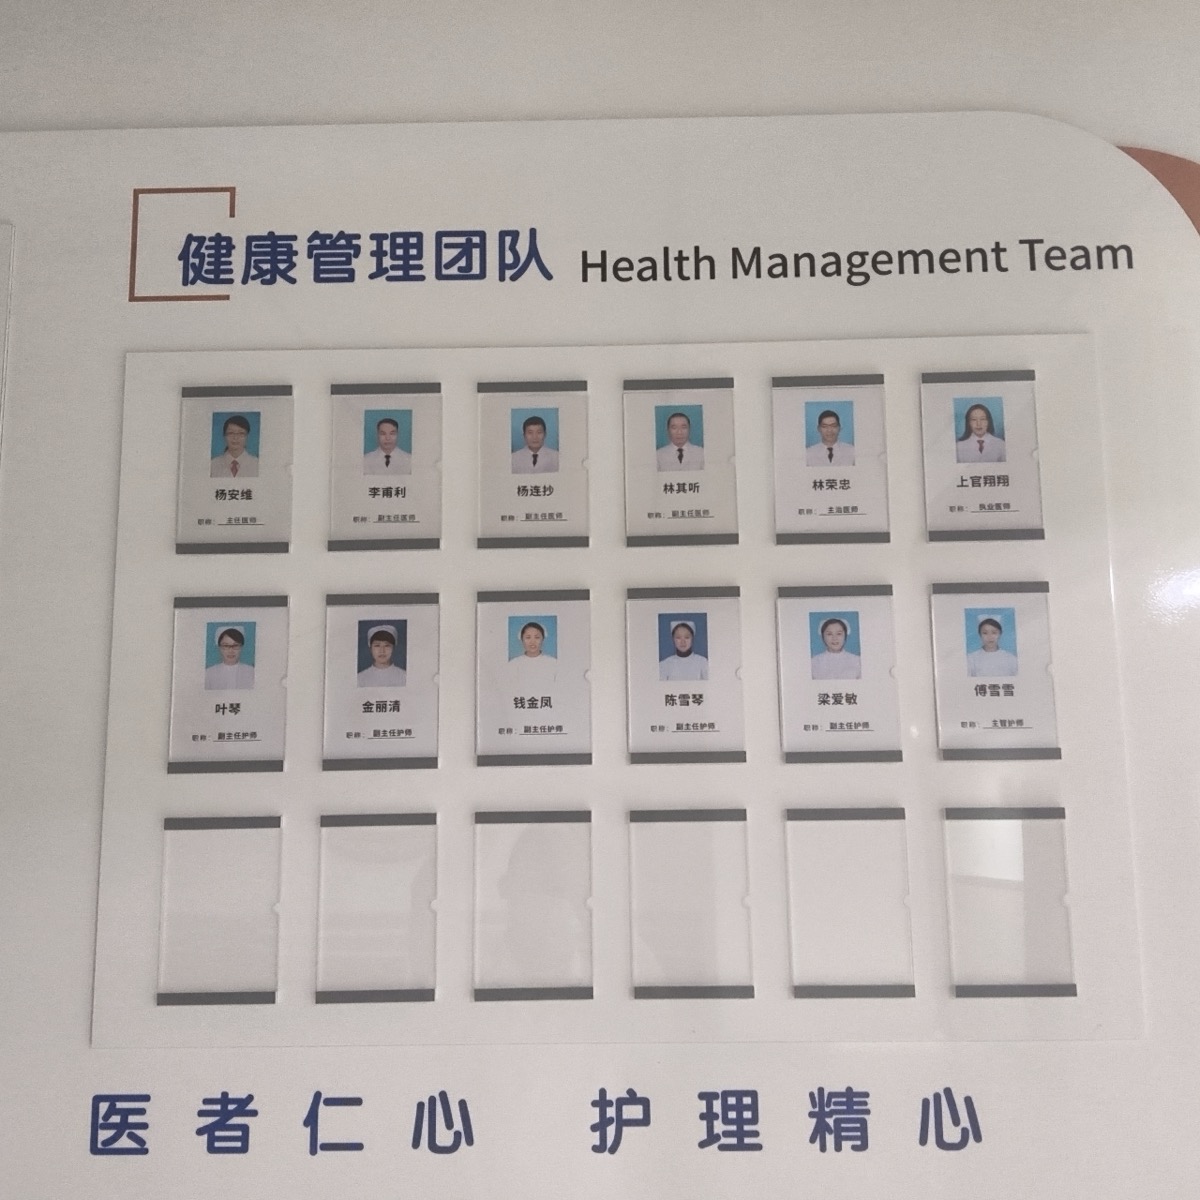 健康管理团队 Health Management Team
杨安维 李甫利 杨连抄 林其听 林荣忠 上官翔翔
职称：主任医师 职称：副主任医师 职称：副主任医师 职称：副主任医师 职称：主治医师 职称：执业医师
叶琴 金丽清 钱金凤 陈雪琴 梁爱敏 傅雪雪
职称：副主任护师 职称：副主任护师 职称：副主任护师 职称：副主任护师 职称：副主任护师 职称：主管护师
医者仁心 护理精心